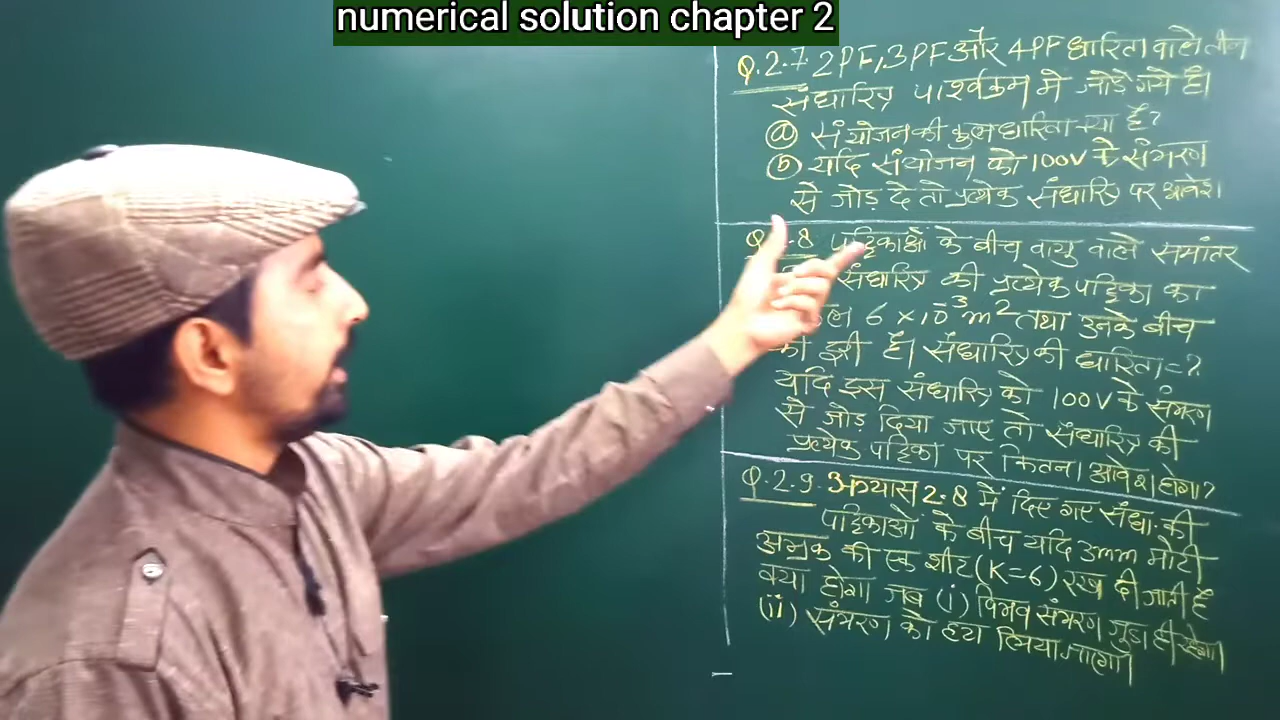 numerical solution chapter 2
Q.2.7 2PF,3PF और 4PF धारिता वाले तीन
संधारित्र पार्श्वक्रम मे जोड़े गये है।
(a) संयोजन की कुल धारिता क्या है?
(b) यदि संयोजन को 100V के संभरण
से जोड़ दे तो प्रत्येक संधारित्र पर आवेश।
Q -8 पट्टिकाओं के बीच वायु वाले समांतर
संधारित्र की प्रत्येक पट्टिका का
6 × 10⁻³ m² तथा उनके बीच
की दूरी है। संधारित्र की धारिता=?
यदि इस संधारित्र को 100V के संभरण
से जोड़ दिया जाए तो संधारित्र की
प्रत्येक पट्टिका पर कितना आवेश होगा?
Q.2.9. अभ्यास 2.8 में दिए गए संधा. की
पट्टिकाओं के बीच यदि 3mm मोटी
अभ्रक की एक शीट (K=6) रख दी जाती है
क्या होगा जब (i) विभव संभरण जुड़ा ही रहेगा।
(ii) संभरण को हटा लिया जाएगा।